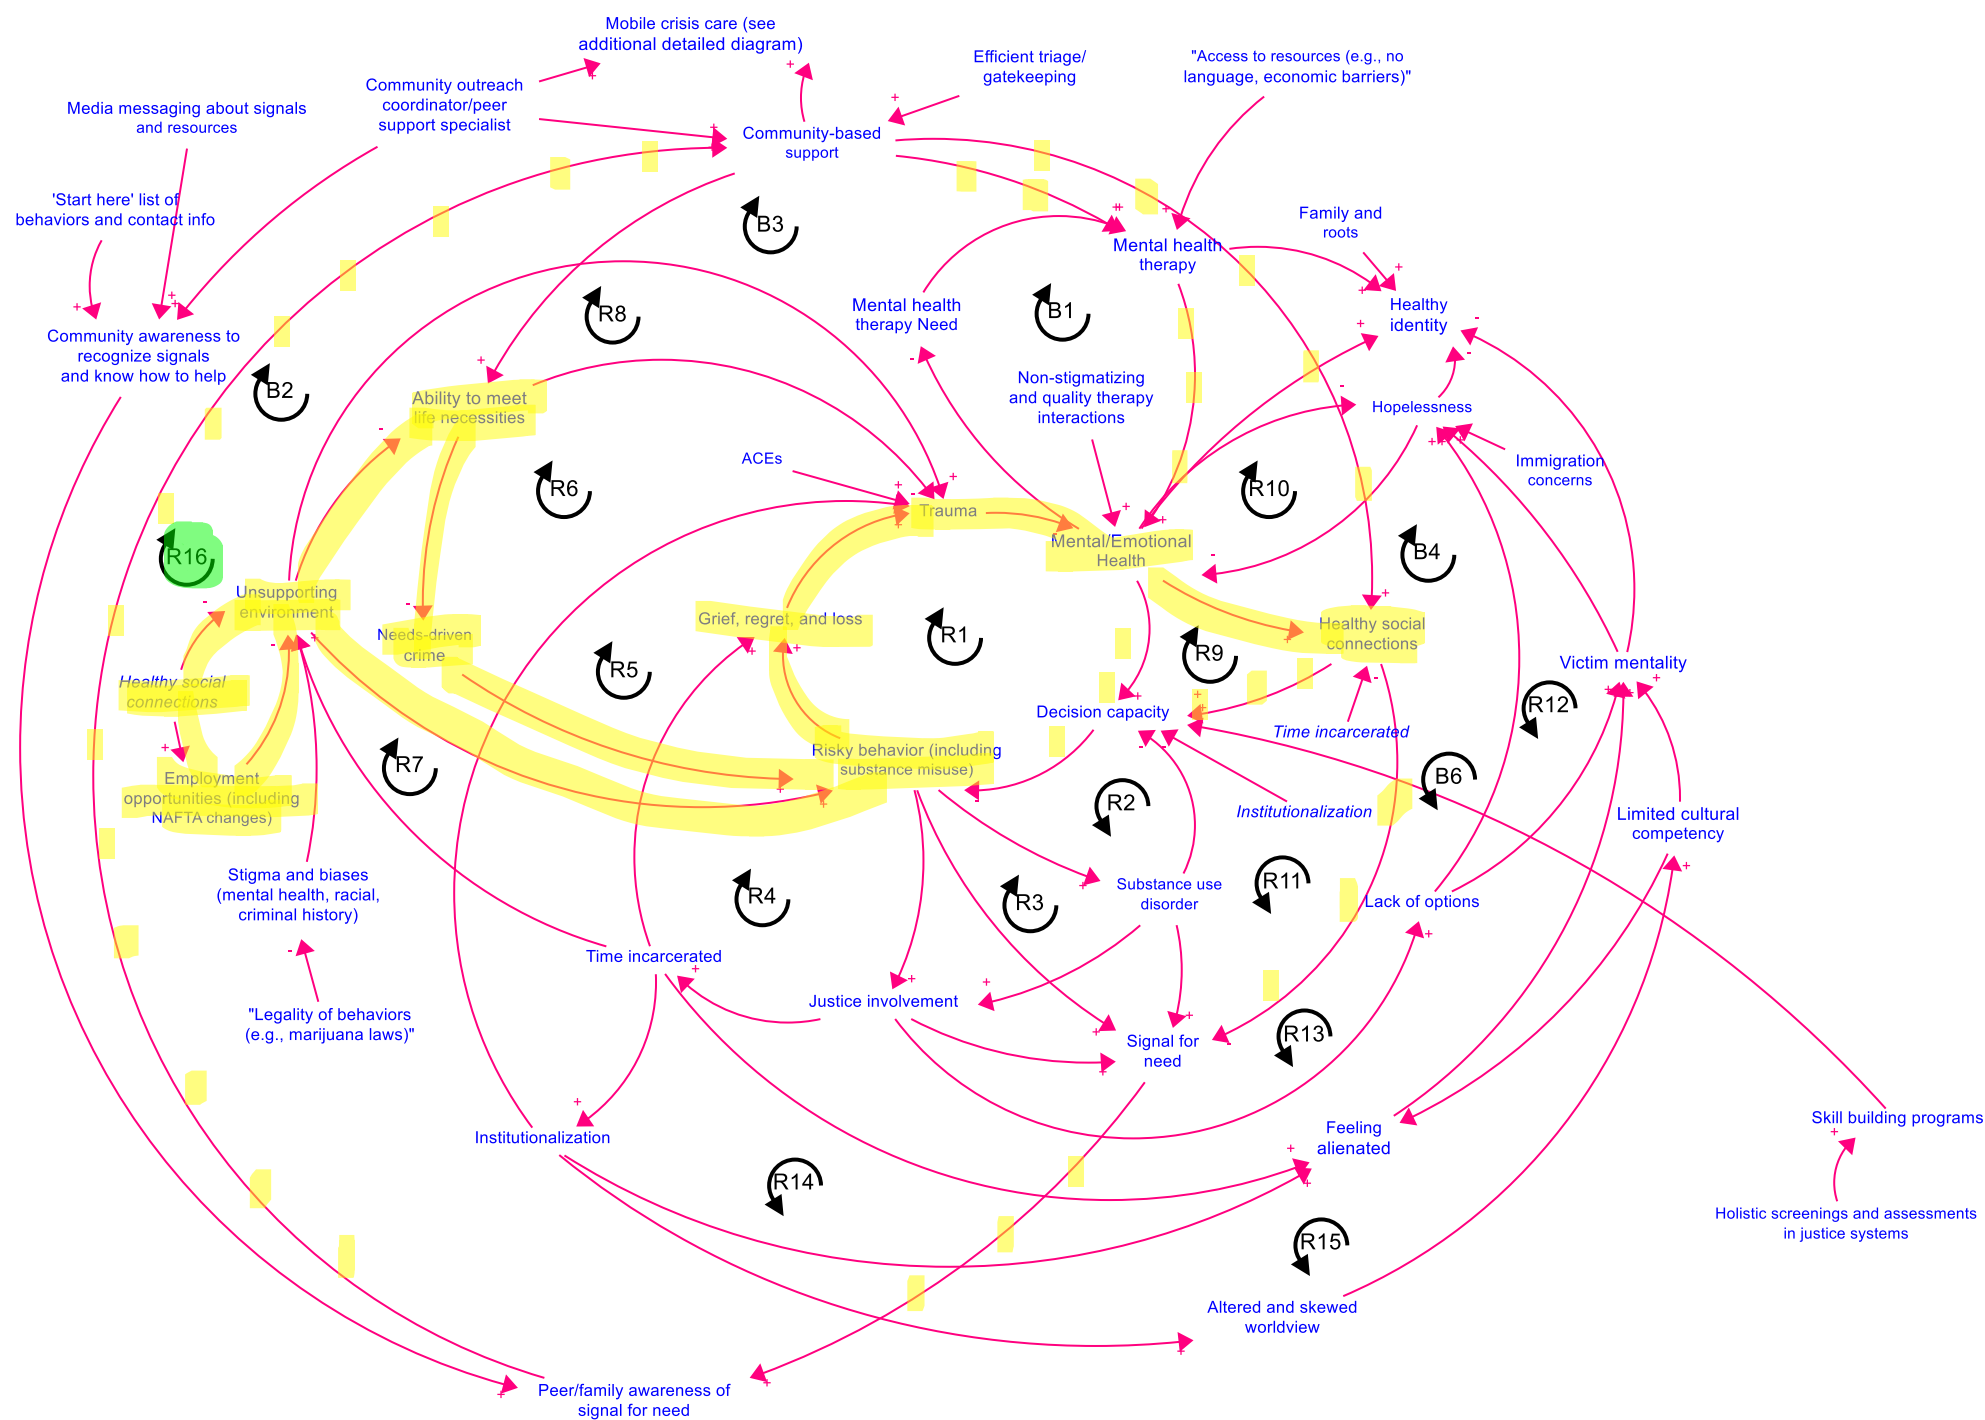 Mobile crisis care (see
additional detailed diagram)
Efficient triage/
gatekeeping
"Access to resources (e.g., no
language, economic barriers)"
Community outreach
coordinator/peer
support specialist
Media messaging about signals
and resources
Community-based
support
'Start here' list of
behaviors and contact info
B3
Family and
roots
Mental health
therapy
R8
Mental health
therapy Need
B1
Healthy
identity
Community awareness to
recognize signals
and know how to help
B2
Ability to meet
life necessities
Non-stigmatizing
and quality therapy
interactions
Hopelessness
ACEs
R6
R10
Immigration
concerns
Trauma
Mental/Emotional
Health
B4
R16
Unsupporting
environment
Needs-driven
crime
Grief, regret, and loss
R1
R9
Healthy social
connections
R5
Victim mentality
Healthy social
connections
Decision capacity
Time incarcerated
R12
R7
Employment
opportunities (including
NAFTA changes)
Risky behavior (including
substance misuse)
R2
Institutionalization
B6
Limited cultural
competency
Stigma and biases
(mental health, racial,
criminal history)
R4
R3
Substance use
disorder
R11
Lack of options
Time incarcerated
Justice involvement
"Legality of behaviors
(e.g., marijuana laws)"
Signal for
need
R13
Institutionalization
Feeling
alienated
Skill building programs
R14
Holistic screenings and assessments
in justice systems
R15
Altered and skewed
worldview
Peer/family awareness of
signal for need